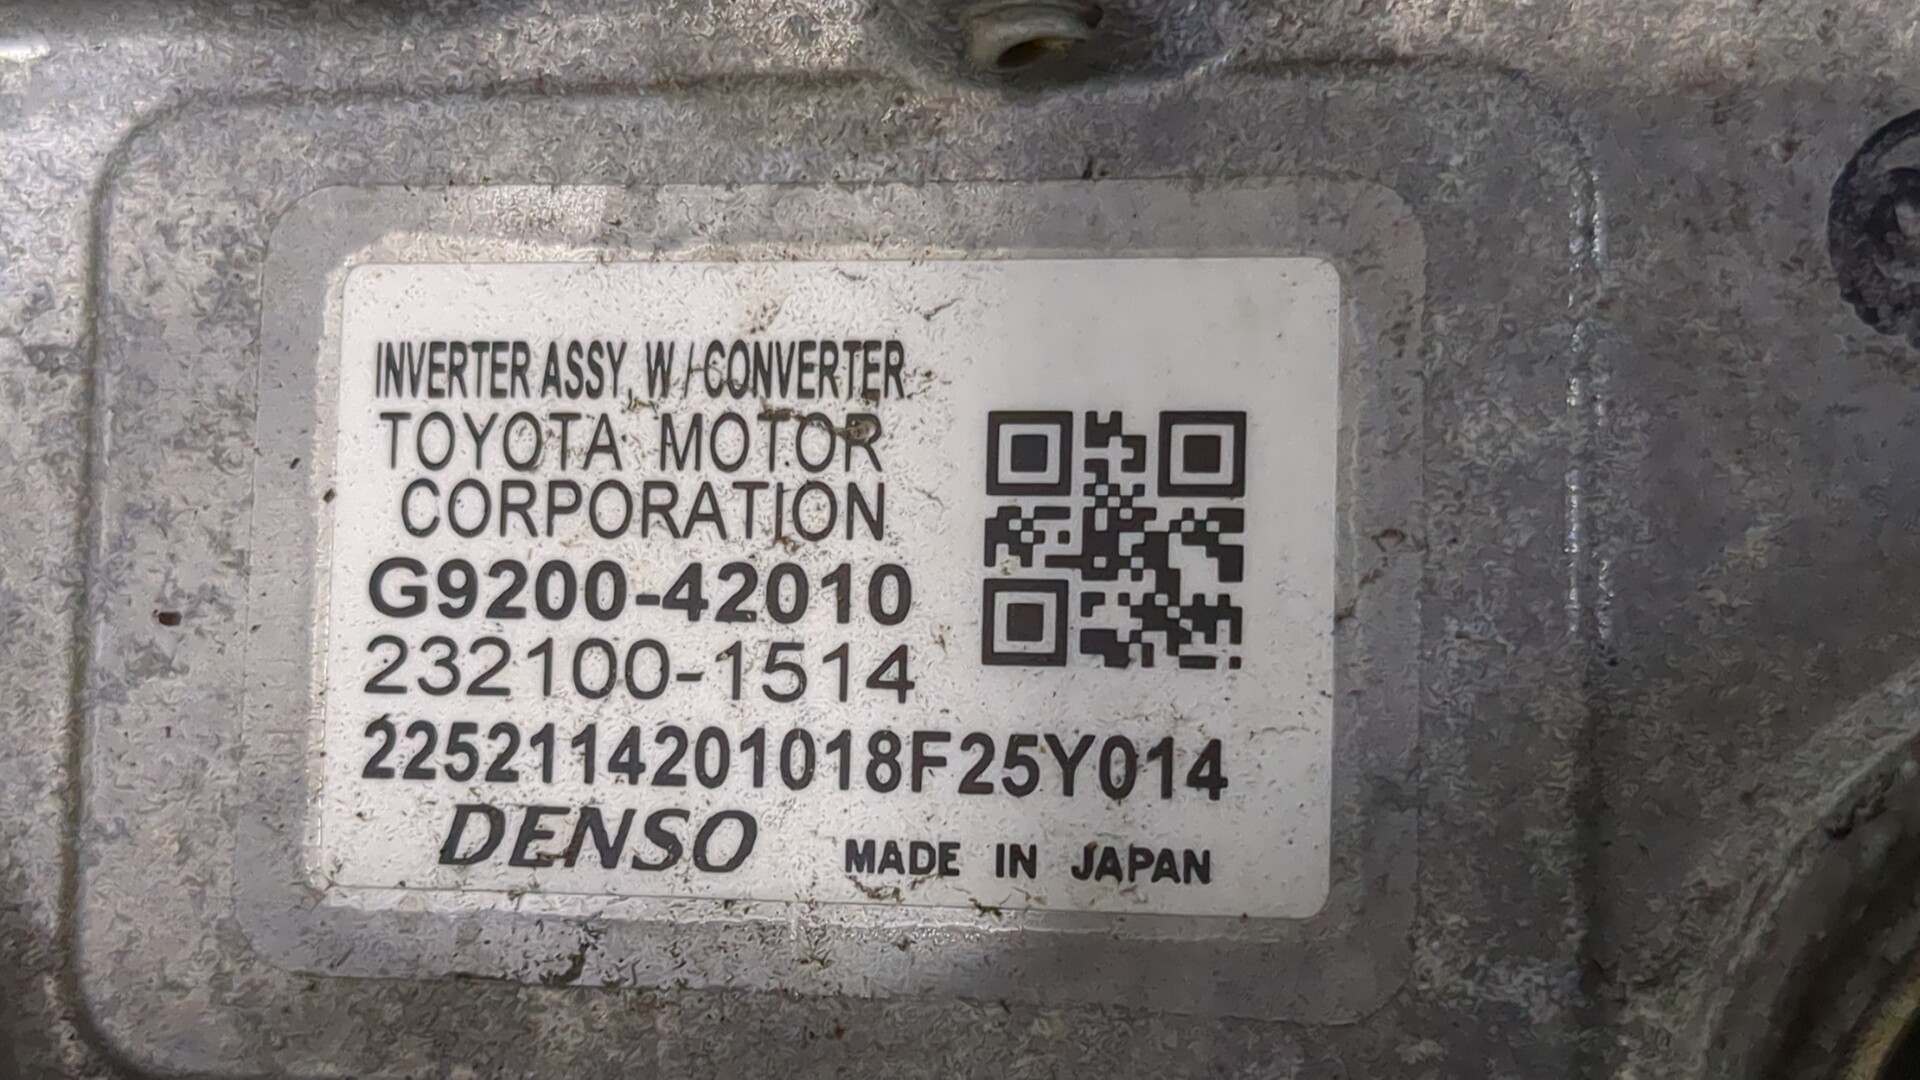 INVERTER ASSY, W/CONVERTER
TOYOTA MOTOR
CORPORATION
G9200-42010
232100-1514
2252114201018F25Y014
DENSO MADE IN JAPAN